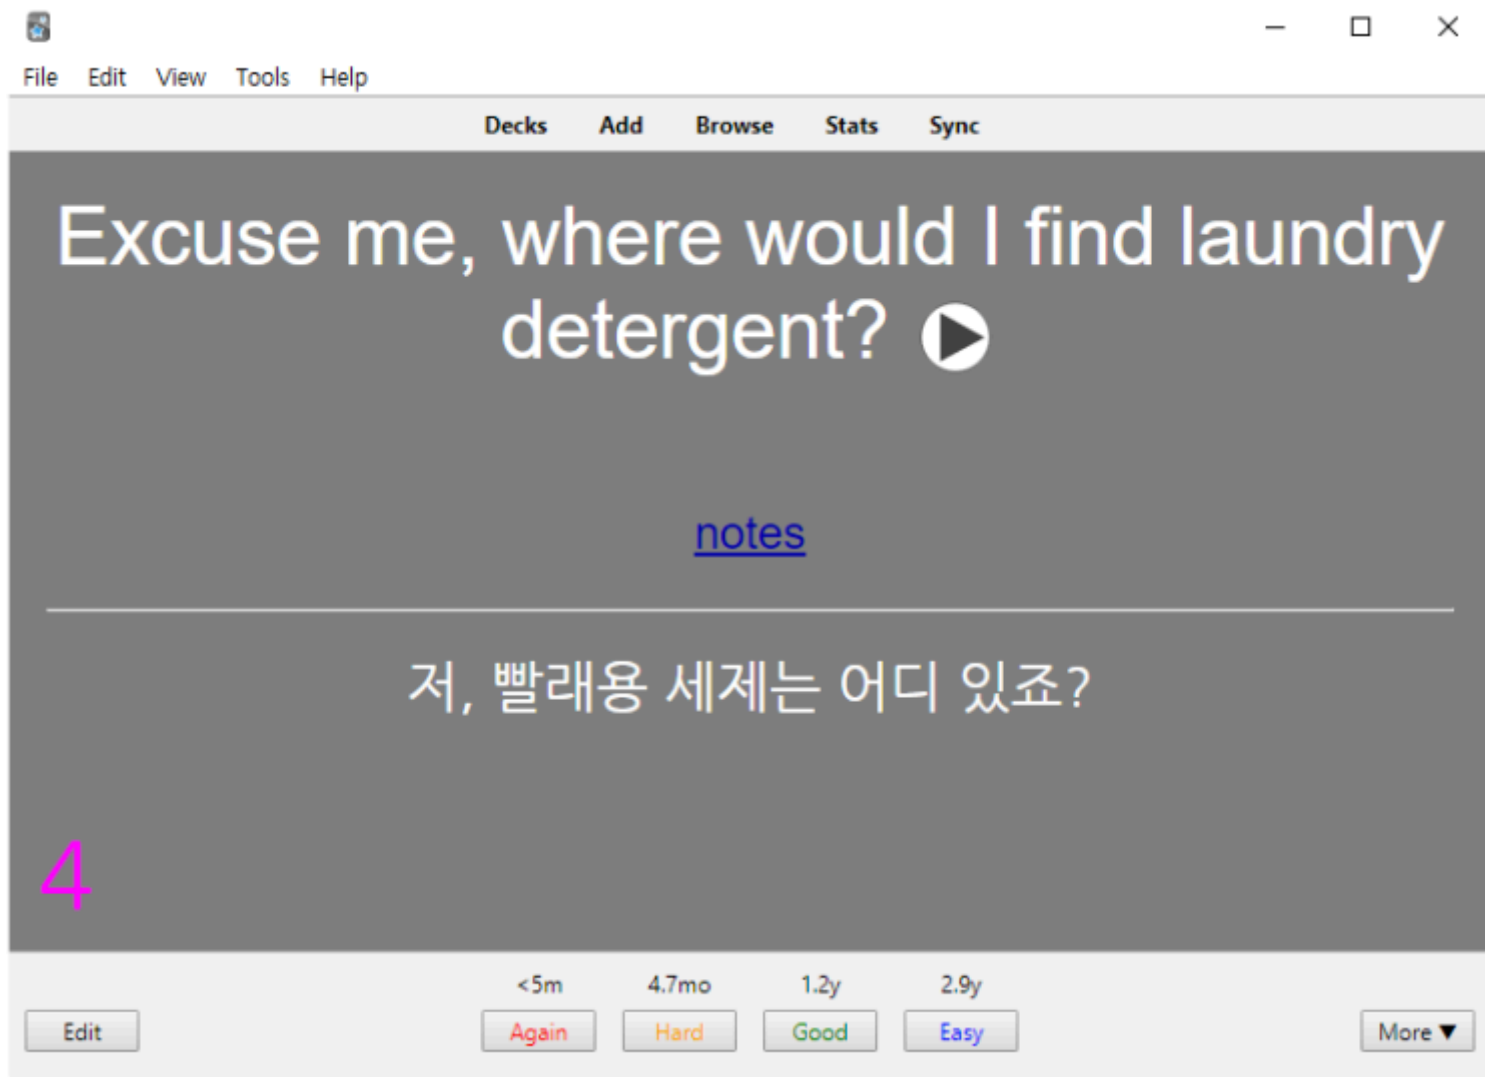 File Edit View Tools Help
Decks Add Browse Stats Sync
Excuse me, where would I find laundry
detergent?
notes
저, 빨래용 세제는 어디 있죠?
4
<5m 4.7mo 1.2y 2.9y
Edit Again Hard Good Easy More ▼